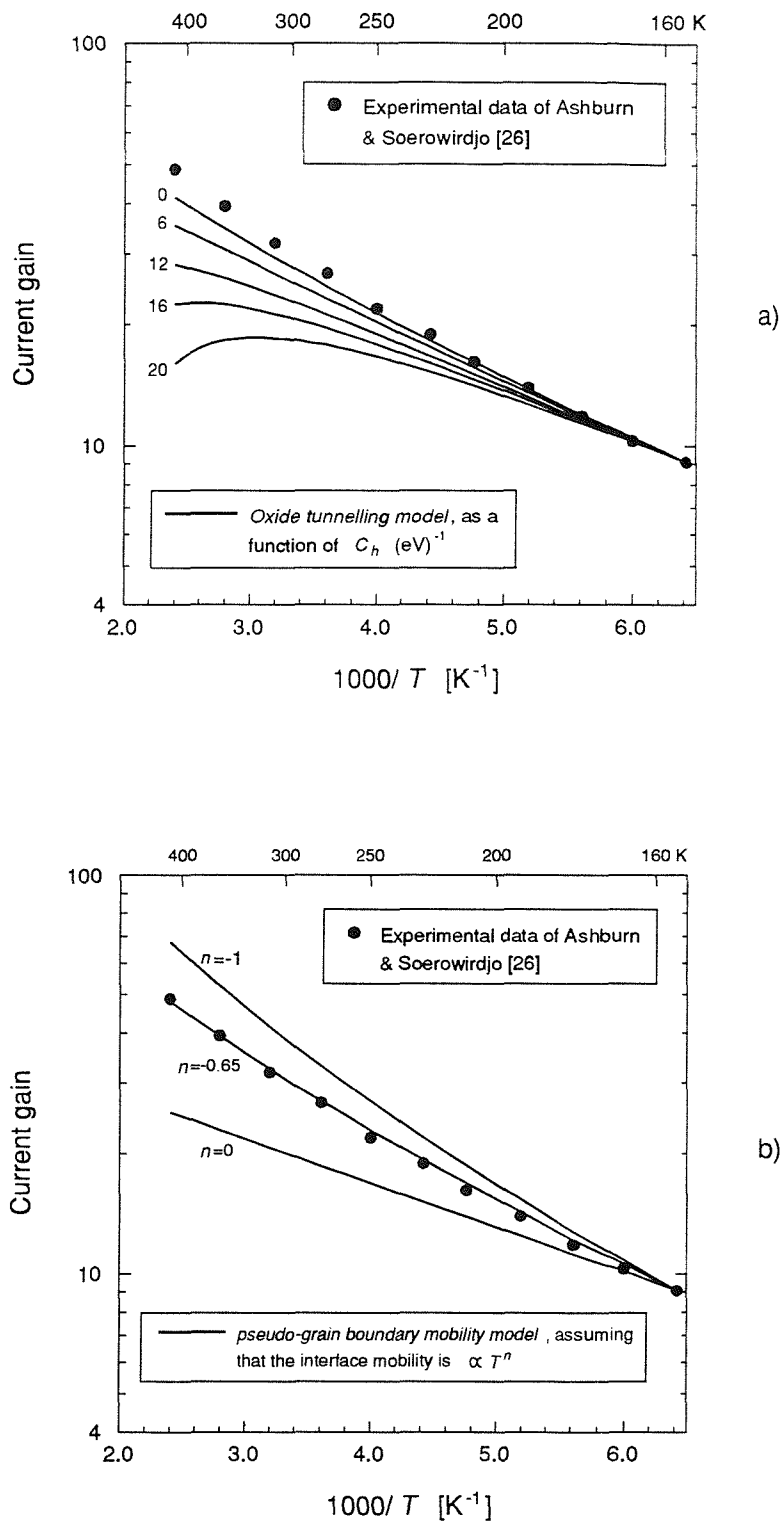 400 300 250 200 160 K
100
Experimental data of Ashburn
& Soerowirdjo [26]
0
6
12
16
20
Current gain
a)
10
Oxide tunnelling model, as a
function of C_h (eV)^-1
4
2.0 3.0 4.0 5.0 6.0
1000/ T [K^-1]
400 300 250 200 160 K
100
Experimental data of Ashburn
& Soerowirdjo [26]
n=-1
n=-0.65
n=0
Current gain
b)
10
pseudo-grain boundary mobility model , assuming
that the interface mobility is ∝ T^n
4
2.0 3.0 4.0 5.0 6.0
1000/ T [K^-1]